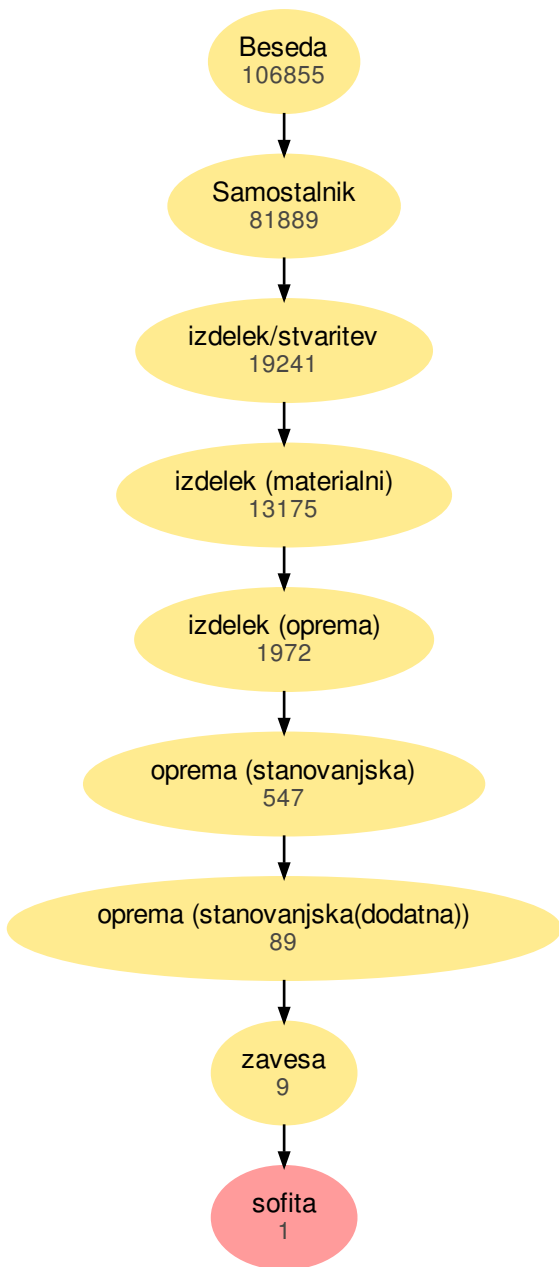 Beseda
106855
Samostalnik
81889
izdelek/stvaritev
19241
izdelek (materialni)
13175
izdelek (oprema)
1972
oprema (stanovanjska)
547
oprema (stanovanjska(dodatna))
89
zavesa
9
sofita
1